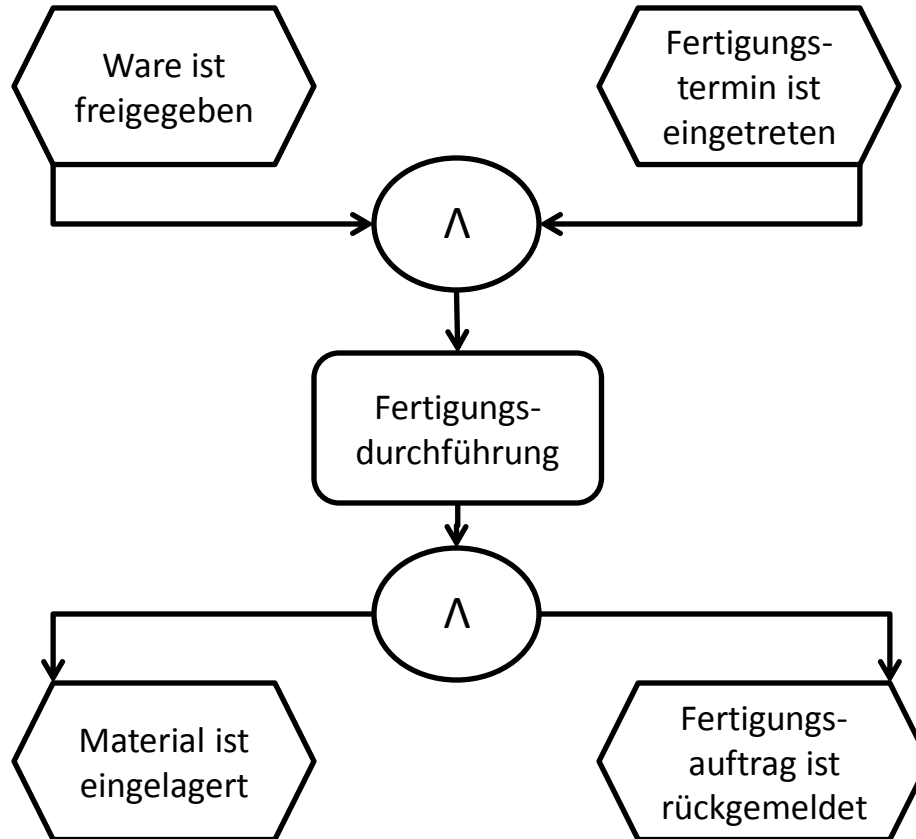 Ware ist
freigegeben
Fertigungs-
termin ist
eingetreten
Λ
Fertigungs-
durchführung
Λ
Material ist
eingelagert
Fertigungs-
auftrag ist
rückgemeldet